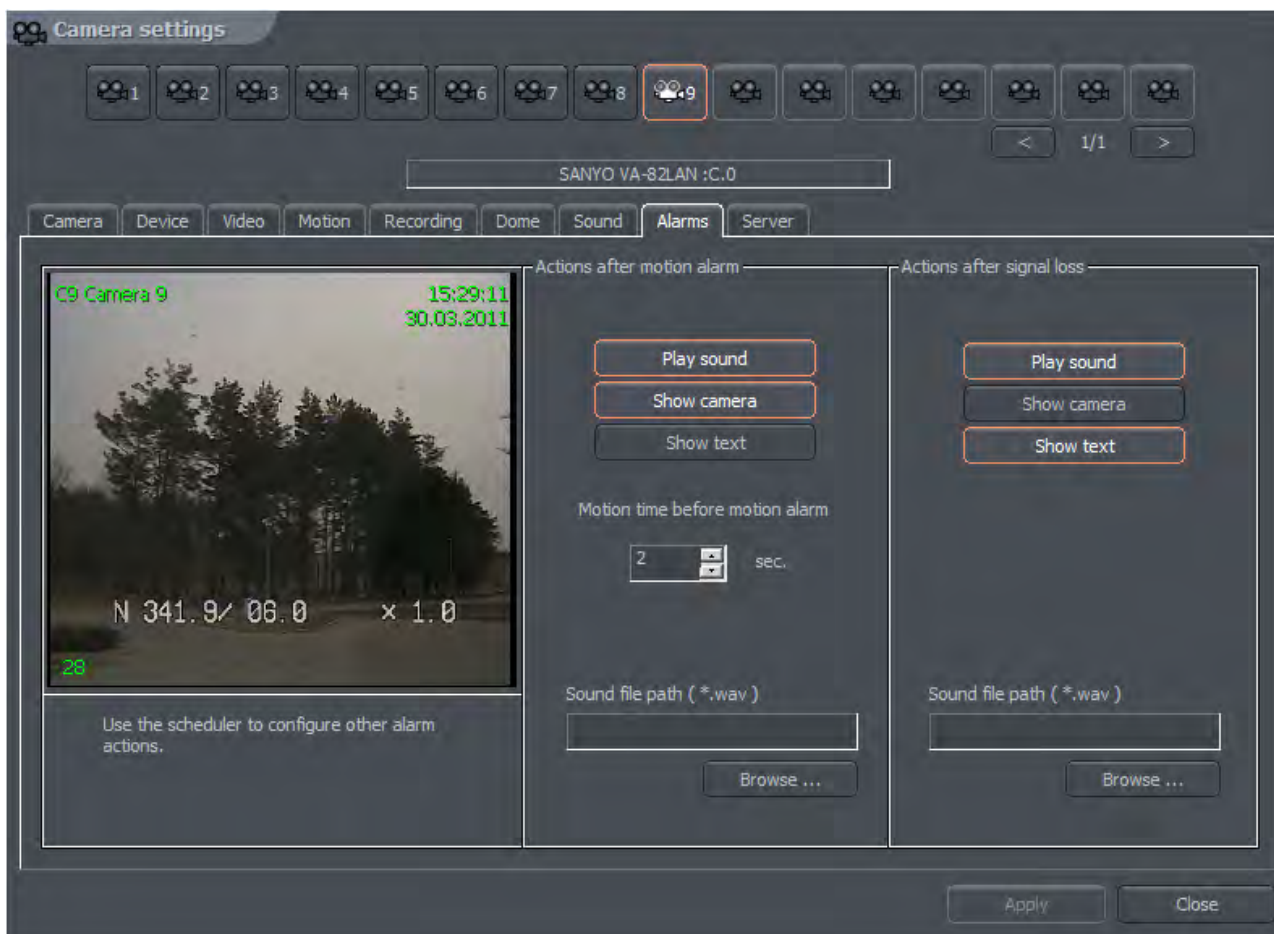 Camera settings
1 2 3 4 5 6 7 8 9
< 1/1 >
SANYO VA-82LAN :C.0
Camera Device Video Motion Recording Dome Sound Alarms Server
C9 Camera 9 15:29:11
30.03.2011
N 341.9/ 06.0 x 1.0
28
Use the scheduler to configure other alarm
actions.
Actions after motion alarm
Play sound
Show camera
Show text
Motion time before motion alarm
2 sec.
Sound file path ( *.wav )
Browse ...
Actions after signal loss
Play sound
Show camera
Show text
Sound file path ( *.wav )
Browse ...
Apply Close